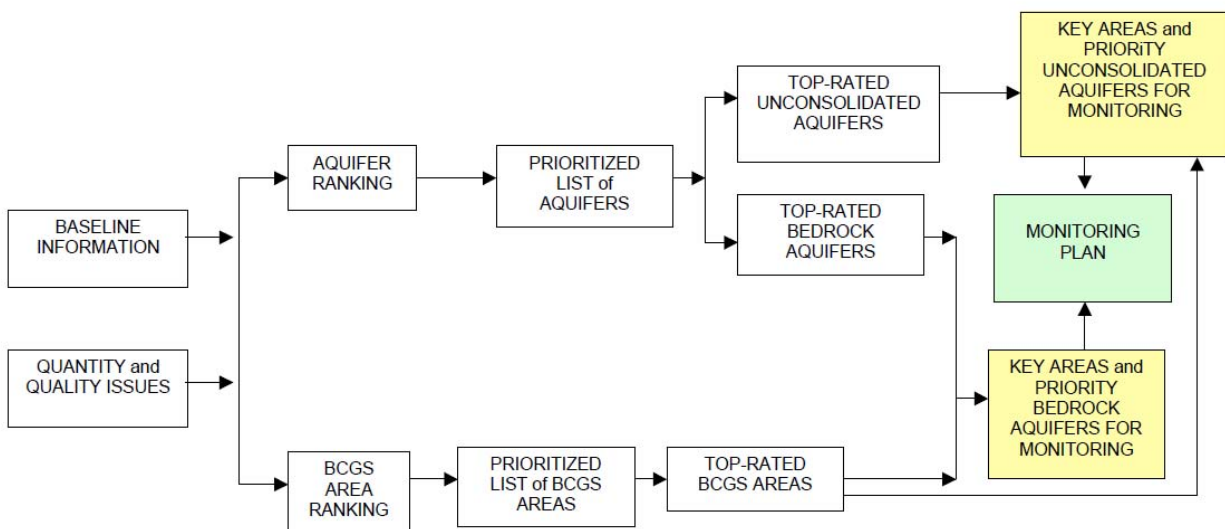 BASELINE
INFORMATION
QUANTITY and
QUALITY ISSUES
AQUIFER
RANKING
PRIORITIZED
LIST of
AQUIFERS
TOP-RATED
UNCONSOLIDATED
AQUIFERS
TOP-RATED
BEDROCK
AQUIFERS
KEY AREAS and
PRIORiTY
UNCONSOLIDATED
AQUIFERS FOR
MONITORING
MONITORING
PLAN
KEY AREAS and
PRIORITY
BEDROCK
AQUIFERS FOR
MONITORING
BCGS
AREA
RANKING
PRIORITIZED
LIST of BCGS
AREAS
TOP-RATED
BCGS AREAS